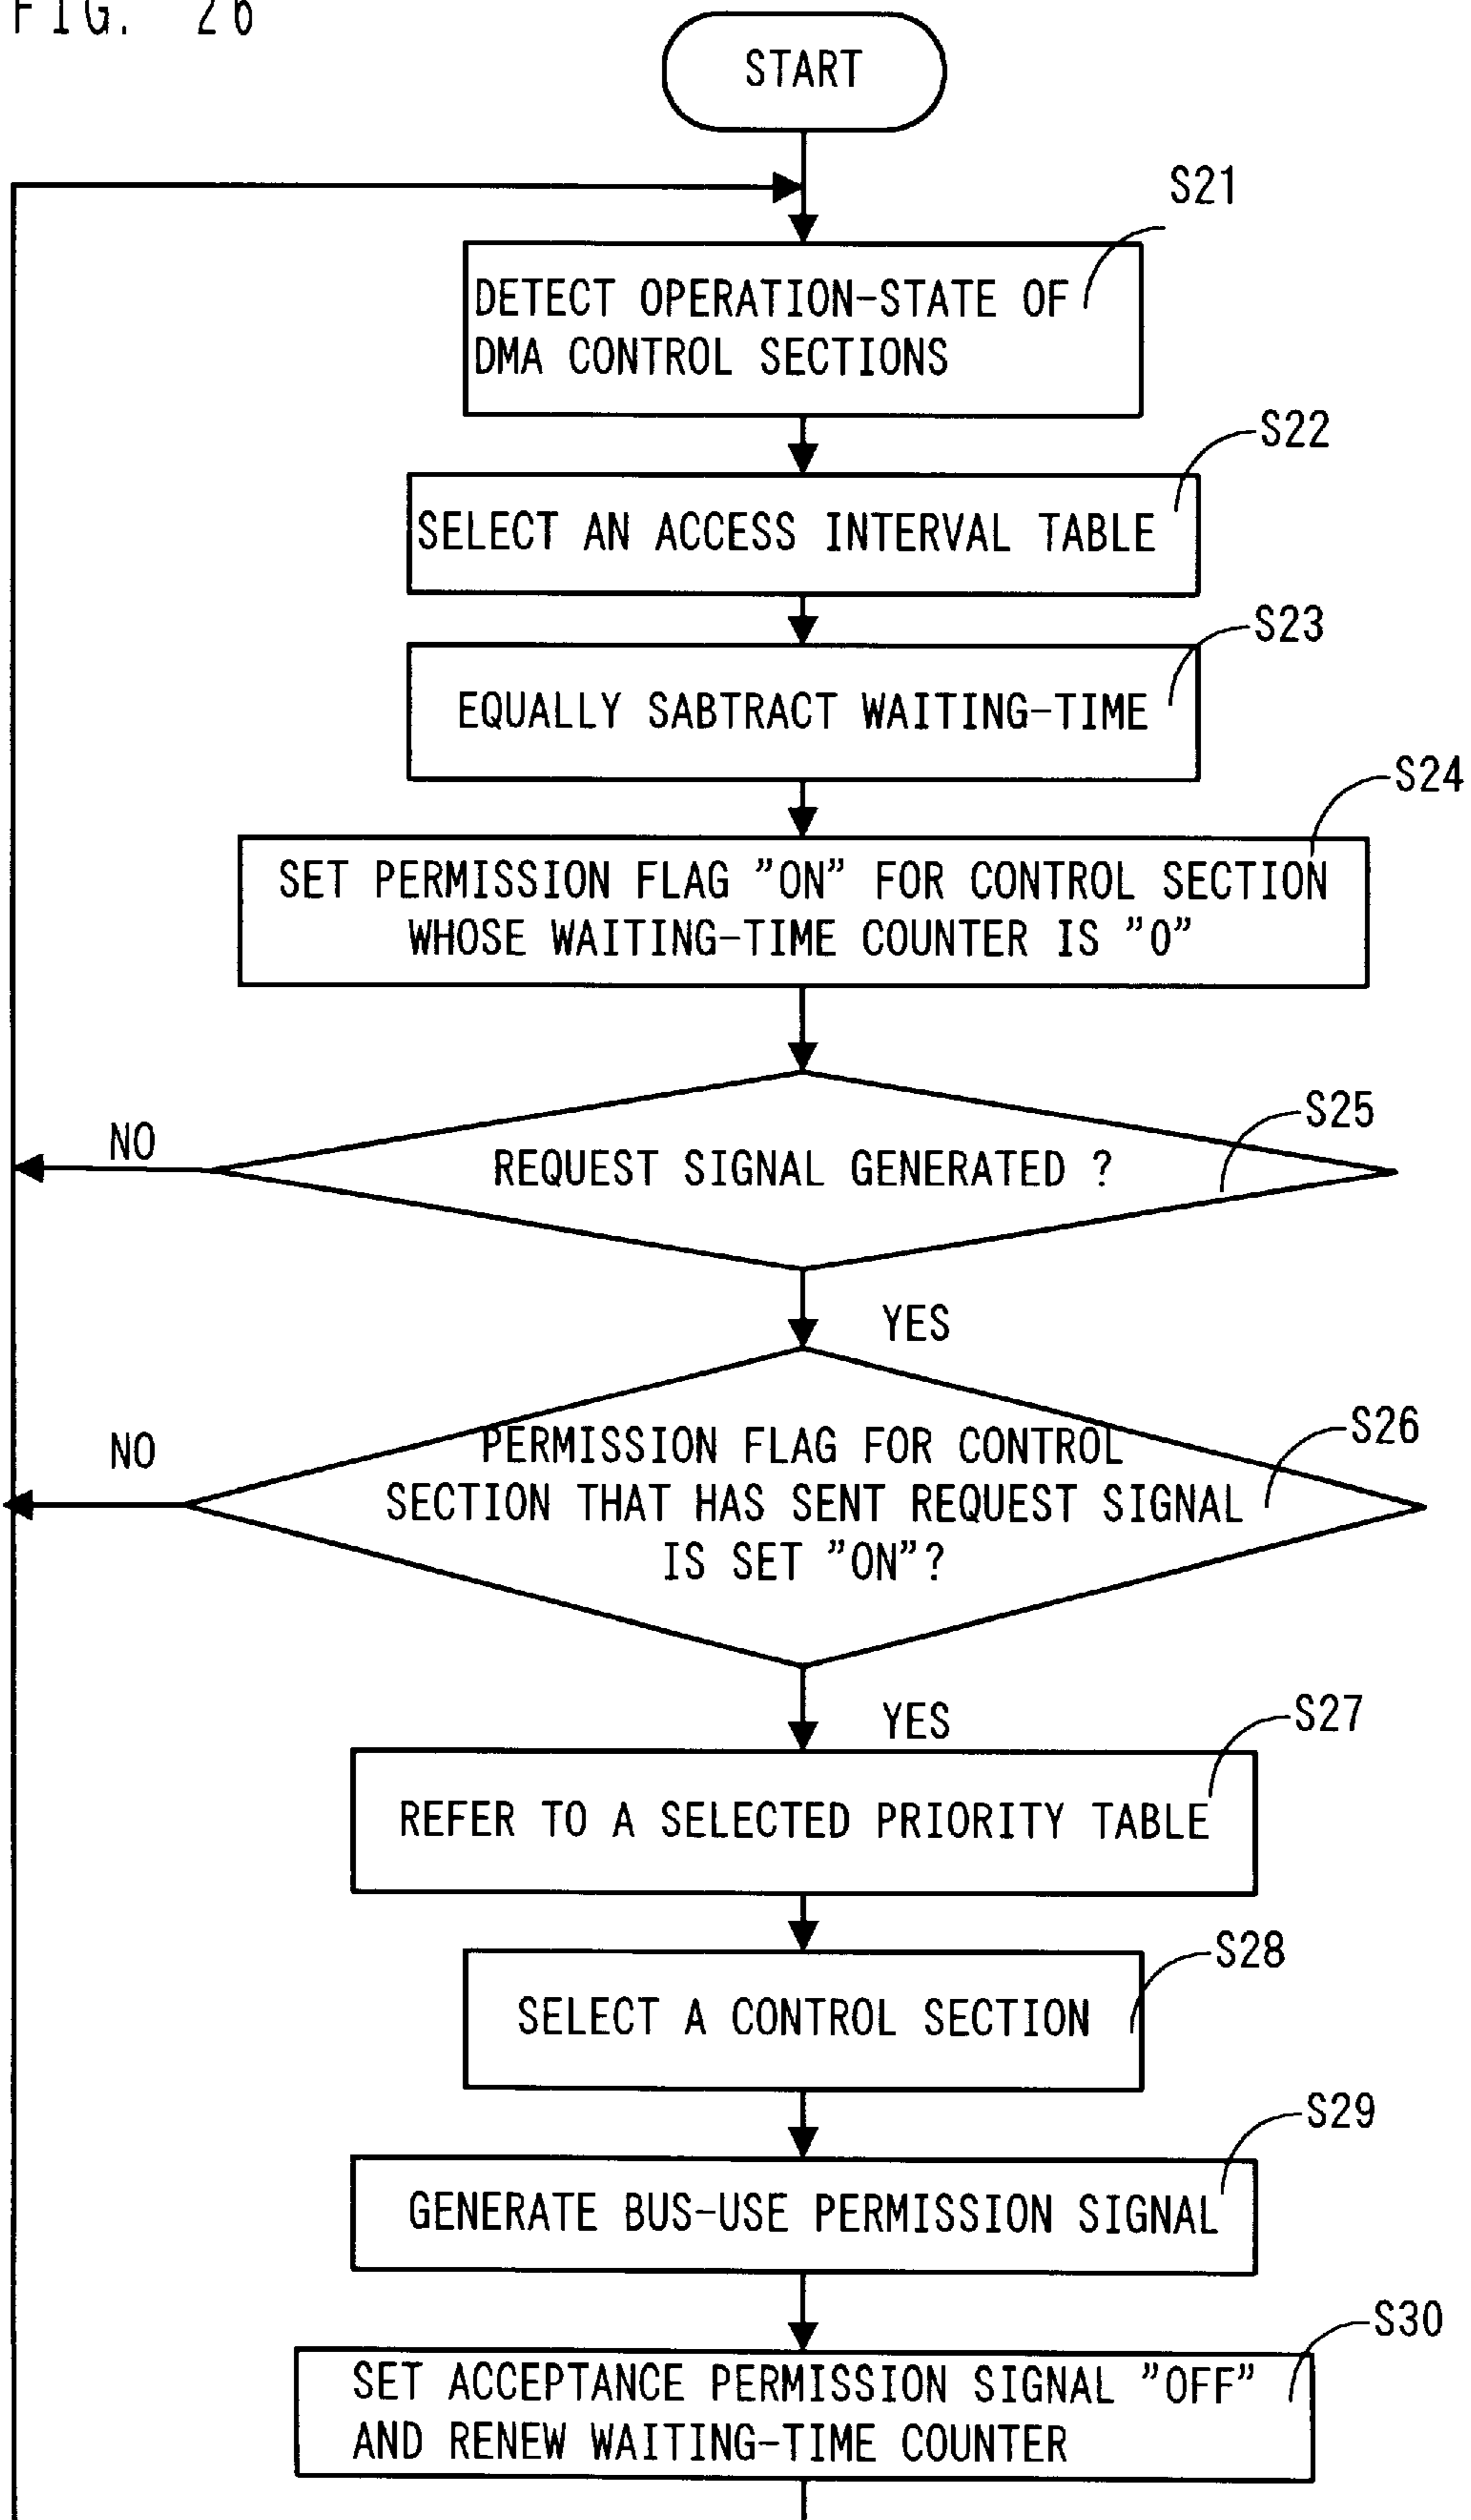 FIG. 26
START
S21
DETECT OPERATION-STATE OF
DMA CONTROL SECTIONS
S22
SELECT AN ACCESS INTERVAL TABLE
S23
EQUALLY SABTRACT WAITING-TIME
S24
SET PERMISSION FLAG "ON" FOR CONTROL SECTION
WHOSE WAITING-TIME COUNTER IS "0"
S25
NO
REQUEST SIGNAL GENERATED ?
YES
S26
NO
PERMISSION FLAG FOR CONTROL
SECTION THAT HAS SENT REQUEST SIGNAL
IS SET "ON"?
YES
S27
REFER TO A SELECTED PRIORITY TABLE
S28
SELECT A CONTROL SECTION
S29
GENERATE BUS-USE PERMISSION SIGNAL
S30
SET ACCEPTANCE PERMISSION SIGNAL "OFF"
AND RENEW WAITING-TIME COUNTER